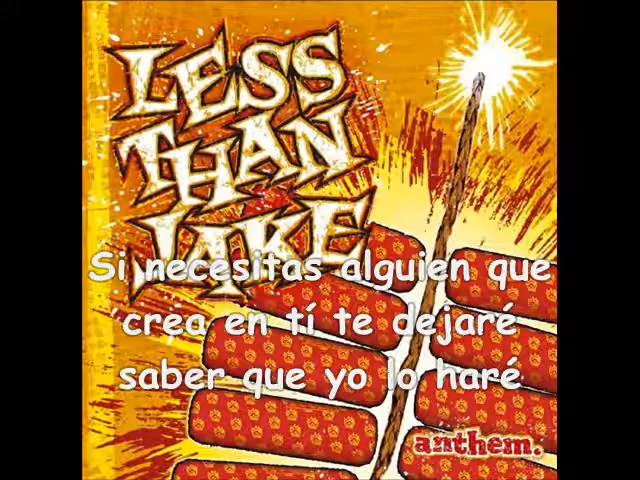 LESS
THAN
JAKE
Si necesitas alguien que
crea en tí te dejaré
saber que yo lo haré
anthem.